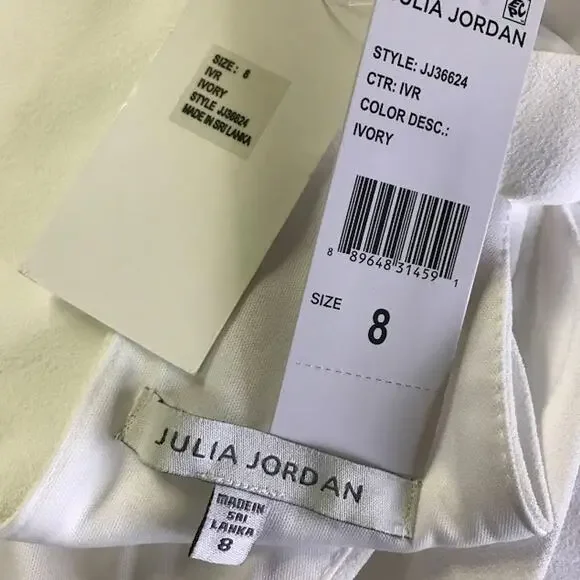 JULIA JORDAN
STYLE: JJ36624
CTR: IVR
COLOR DESC.:
IVORY
8 89648 31459 1
SIZE
8
SIZE: 8
IVR
IVORY
STYLE JJ36624
MADE IN SRI LANKA
JULIA JORDAN
MADE IN
SRI
LANKA
8